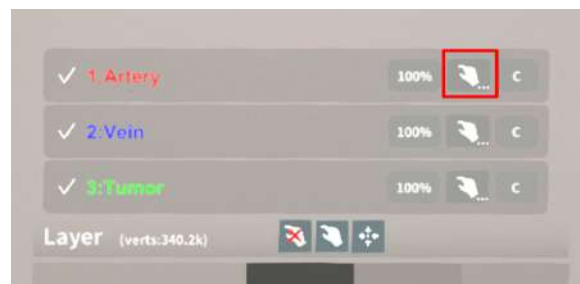 1.Artery 100% ... C
2:Vein 100% ... C
3:Tumor 100% ... C
Layer (verts:340.2k)